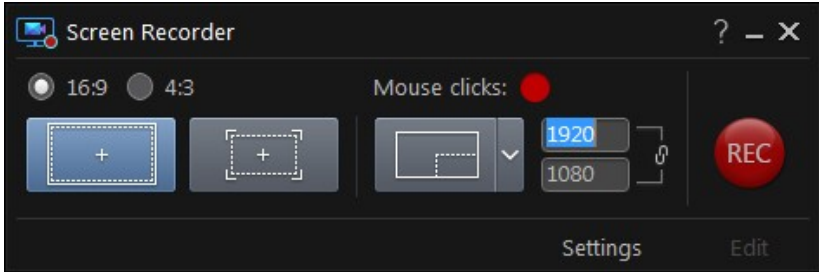 Screen Recorder ?
16:9 4:3 Mouse clicks:
1920
1080
REC
Settings Edit